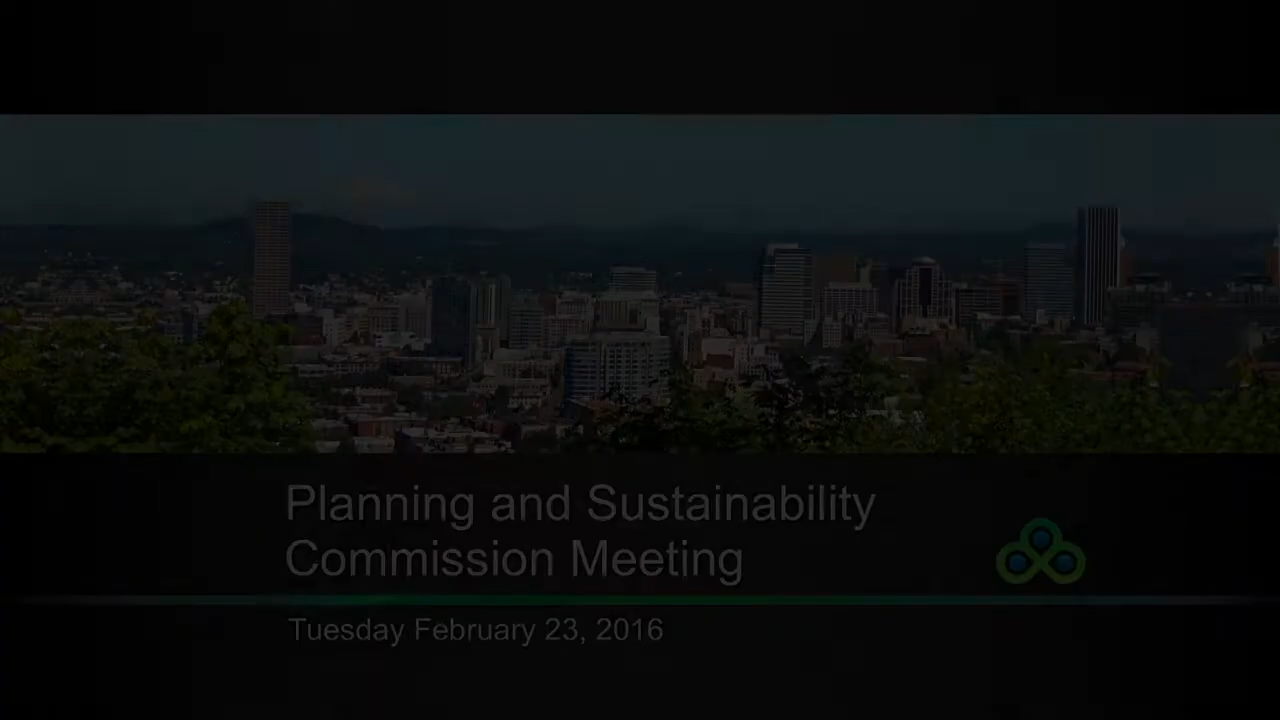 Planning and Sustainability
Commission Meeting
Tuesday February 23, 2016